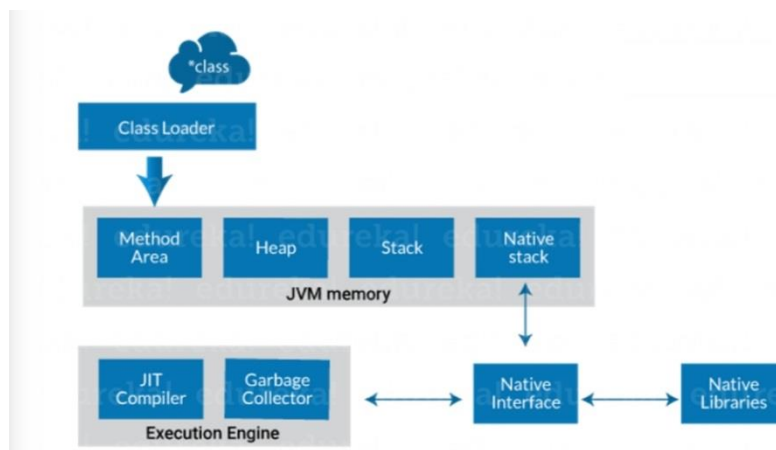 *class
Class Loader
Method
Area
Heap
Stack
Native
stack
JVM memory
JIT
Compiler
Garbage
Collector
Execution Engine
Native
Interface
Native
Libraries